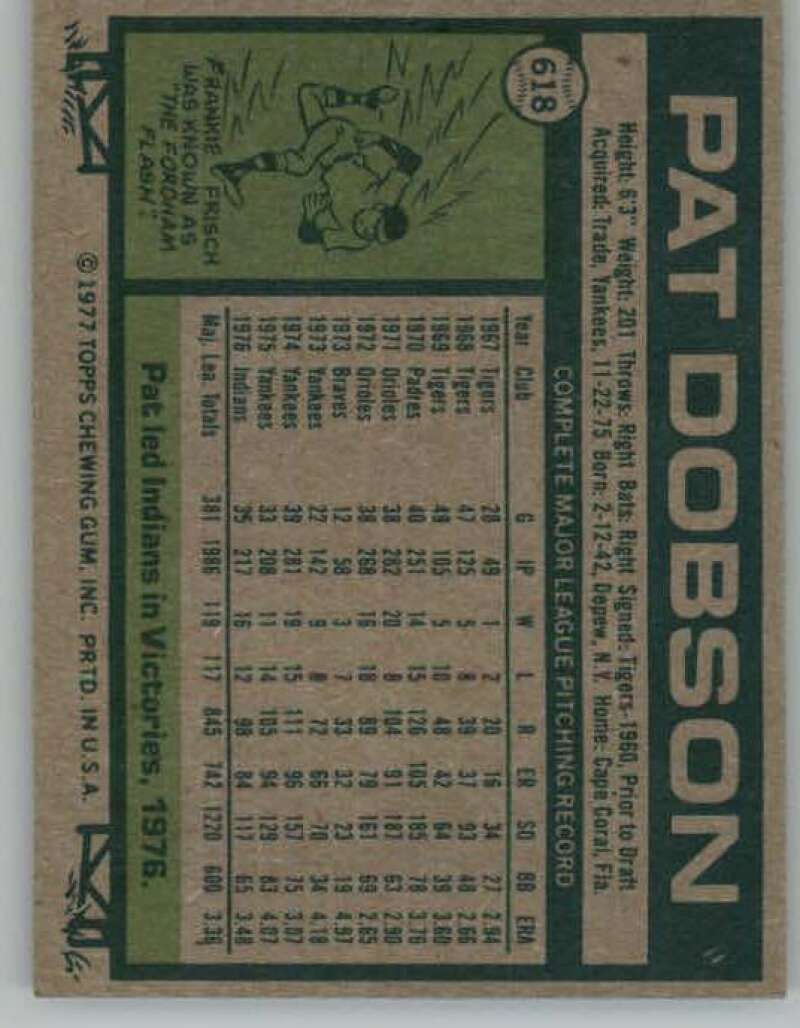 618
PAT DOBSON
Height: 6'3" Weight: 201 Throws: Right Bats: Right Signed: Tigers-1960, Prior to Draft
Acquired: Trade, Yankees, 11-22-75 Born: 2-12-42, Depew, N.Y. Home: Cape Coral, Fla.
COMPLETE MAJOR LEAGUE PITCHING RECORD
Year Club G IP W L R ER SO BB ERA
1967 Tigers 28 49 1 2 20 16 34 27 2.94
1968 Tigers 47 125 5 8 39 37 93 48 2.66
1969 Tigers 49 105 5 10 48 42 64 39 3.60
1970 Padres 40 251 14 15 126 105 185 78 3.76
1971 Orioles 38 282 20 8 104 91 187 63 2.90
1972 Orioles 38 268 16 18 89 79 161 69 2.65
1973 Braves 12 58 3 7 33 32 23 19 4.97
1973 Yankees 22 142 9 8 72 66 70 34 4.18
1974 Yankees 39 281 19 15 111 96 157 75 3.07
1975 Yankees 33 208 11 14 105 94 129 83 4.07
1976 Indians 35 217 16 12 98 84 117 65 3.48
Maj. Lea. Totals 381 1986 119 117 845 742 1220 600 3.36
FRANKIE FRISCH
WAS KNOWN AS
"THE FORDHAM
FLASH."
Pat led Indians in Victories, 1976.
© 1977 TOPPS CHEWING GUM, INC. PRTD. IN U.S.A.